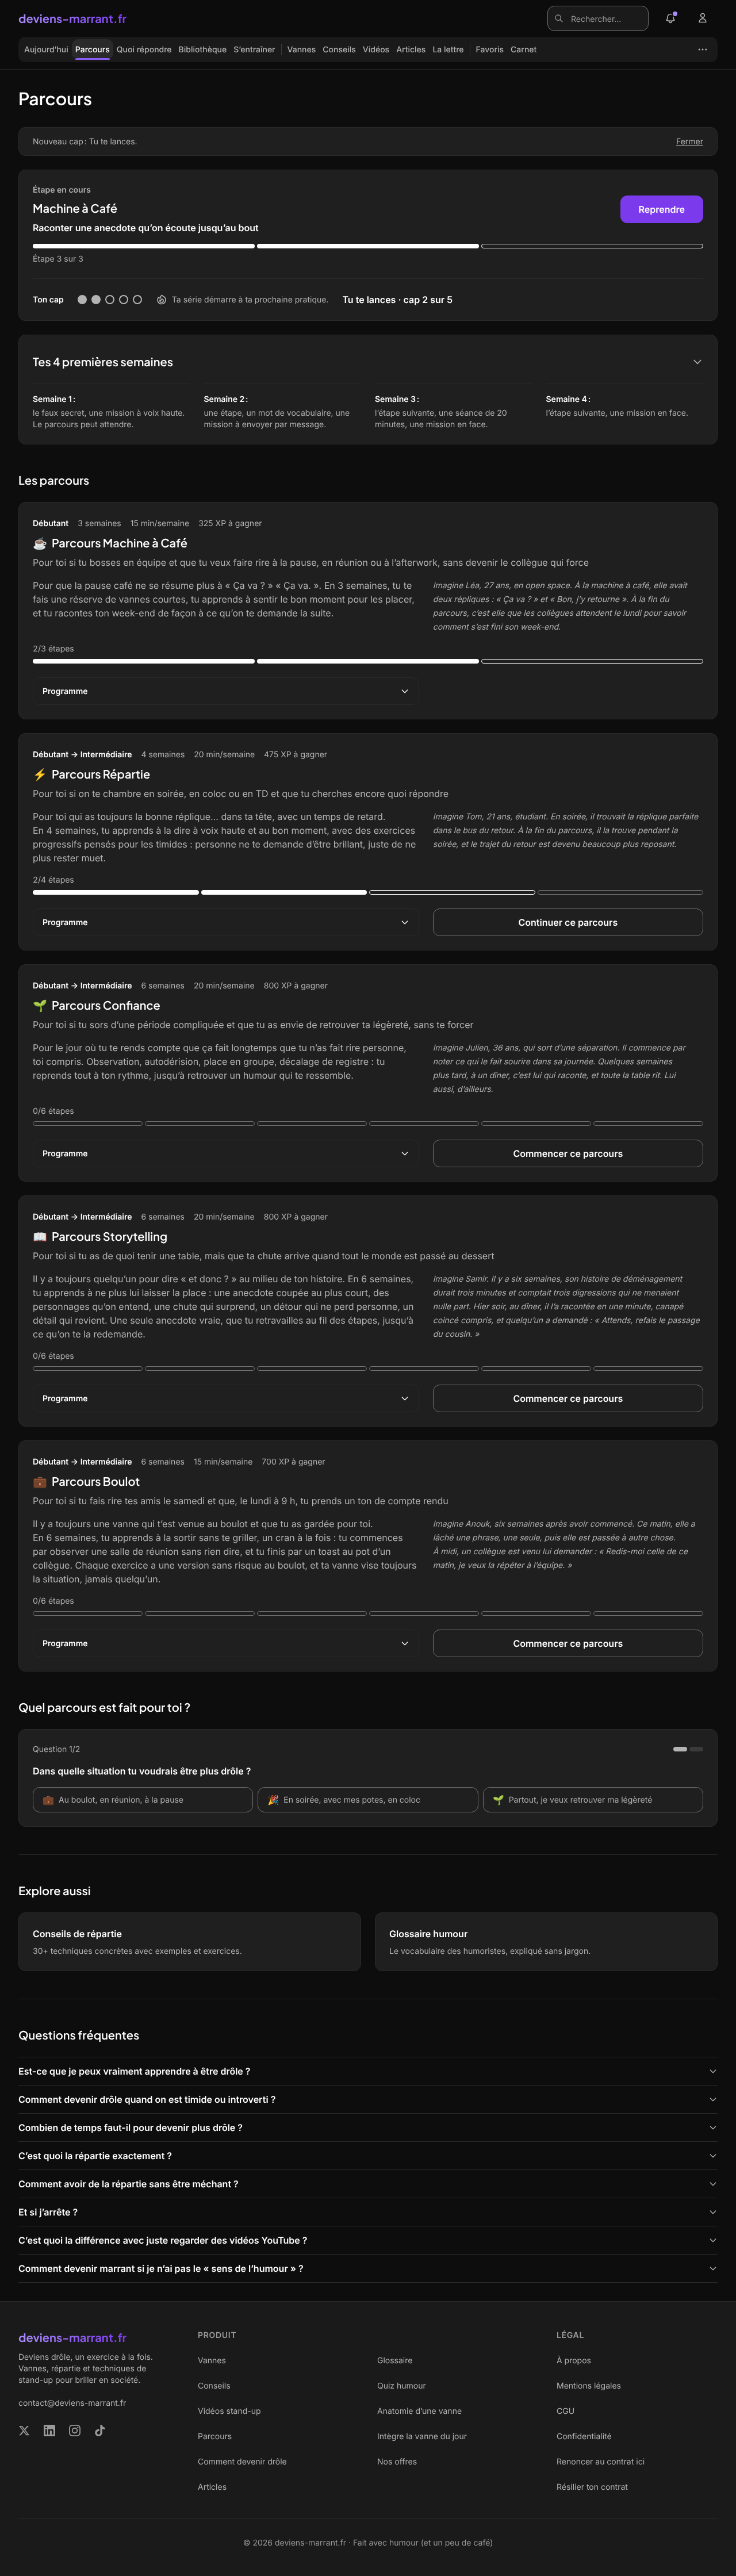 deviens-marrant.fr
Rechercher...
Aujourd'hui Parcours Quoi répondre Bibliothèque S'entraîner Vannes Conseils Vidéos Articles La lettre Favoris Carnet
Parcours
Nouveau cap : Tu te lances. Fermer
Étape en cours
Machine à Café
Raconter une anecdote qu'on écoute jusqu'au bout
Reprendre
Étape 3 sur 3
Ton cap Ta série démarre à ta prochaine pratique. Tu te lances · cap 2 sur 5
Tes 4 premières semaines
Semaine 1 :
le faux secret, une mission à voix haute.
Le parcours peut attendre.
Semaine 2 :
une étape, un mot de vocabulaire, une
mission à envoyer par message.
Semaine 3 :
l'étape suivante, une séance de 20
minutes, une mission en face.
Semaine 4 :
l'étape suivante, une mission en face.
Les parcours
Débutant 3 semaines 15 min/semaine 325 XP à gagner
☕ Parcours Machine à Café
Pour toi si tu bosses en équipe et que tu veux faire rire à la pause, en réunion ou à l'afterwork, sans devenir le collègue qui force
Pour que la pause café ne se résume plus à « Ça va ? » « Ça va. ». En 3 semaines, tu te
fais une réserve de vannes courtes, tu apprends à sentir le bon moment pour les placer,
et tu racontes ton week-end de façon à ce qu'on te demande la suite.
Imagine Léa, 27 ans, en open space. À la machine à café, elle avait
deux répliques : « Ça va ? » et « Bon, j'y retourne ». À la fin du
parcours, c'est elle que les collègues attendent le lundi pour savoir
comment s'est fini son week-end.
2/3 étapes
Programme
Débutant → Intermédiaire 4 semaines 20 min/semaine 475 XP à gagner
⚡ Parcours Répartie
Pour toi si on te chambre en soirée, en coloc ou en TD et que tu cherches encore quoi répondre
Pour toi qui as toujours la bonne réplique… dans ta tête, avec un temps de retard.
En 4 semaines, tu apprends à la dire à voix haute et au bon moment, avec des exercices
progressifs pensés pour les timides : personne ne te demande d'être brillant, juste de ne
plus rester muet.
Imagine Tom, 21 ans, étudiant. En soirée, il trouvait la réplique parfaite
dans le bus du retour. À la fin du parcours, il la trouve pendant la
soirée, et le trajet du retour est devenu beaucoup plus reposant.
2/4 étapes
Programme
Continuer ce parcours
Débutant → Intermédiaire 6 semaines 20 min/semaine 800 XP à gagner
🌱 Parcours Confiance
Pour toi si tu sors d'une période compliquée et que tu as envie de retrouver ta légèreté, sans te forcer
Pour le jour où tu te rends compte que ça fait longtemps que tu n'as fait rire personne,
toi compris. Observation, autodérision, place en groupe, décalage de registre : tu
reprends tout à ton rythme, jusqu'à retrouver un humour qui te ressemble.
Imagine Julien, 36 ans, qui sort d'une séparation. Il commence par
noter ce qui le fait sourire dans sa journée. Quelques semaines
plus tard, à un dîner, c'est lui qui raconte, et toute la table rit. Lui
aussi, d'ailleurs.
0/6 étapes
Programme
Commencer ce parcours
Débutant → Intermédiaire 6 semaines 20 min/semaine 800 XP à gagner
📖 Parcours Storytelling
Pour toi si tu as de quoi tenir une table, mais que ta chute arrive quand tout le monde est passé au dessert
Il y a toujours quelqu'un pour dire « et donc ? » au milieu de ton histoire. En 6 semaines,
tu apprends à ne plus lui laisser la place : une anecdote coupée au plus court, des
personnages qu'on entend, une chute qui surprend, un détour qui ne perd personne, un
détail qui revient. Une seule anecdote vraie, que tu retravailles au fil des étapes, jusqu'à
ce qu'on te la redemande.
Imagine Samir. Il y a six semaines, son histoire de déménagement
durait trois minutes et comptait trois digressions qui ne menaient
nulle part. Hier soir, au dîner, il l'a racontée en une minute, canapé
coincé compris, et quelqu'un a demandé : « Attends, refais le passage
du cousin. »
0/6 étapes
Programme
Commencer ce parcours
Débutant → Intermédiaire 6 semaines 15 min/semaine 700 XP à gagner
💼 Parcours Boulot
Pour toi si tu fais rire tes amis le samedi et que, le lundi à 9 h, tu prends un ton de compte rendu
Il y a toujours une vanne qui t'est venue au boulot et que tu as gardée pour toi.
En 6 semaines, tu apprends à la sortir sans te griller, un cran à la fois : tu commences
par observer une salle de réunion sans rien dire, et tu finis par un toast au pot d'un
collègue. Chaque exercice a une version sans risque au boulot, et ta vanne vise toujours
la situation, jamais quelqu'un.
Imagine Anouk, six semaines après avoir commencé. Ce matin, elle a
lâché une phrase, une seule, puis elle est passée à autre chose.
À midi, un collègue est venu lui demander : « Redis-moi celle de ce
matin, je veux la répéter à l'équipe. »
0/6 étapes
Programme
Commencer ce parcours
Quel parcours est fait pour toi ?
Question 1/2
Dans quelle situation tu voudrais être plus drôle ?
💼 Au boulot, en réunion, à la pause
🎉 En soirée, avec mes potes, en coloc
🌱 Partout, je veux retrouver ma légèreté
Explore aussi
Conseils de répartie
30+ techniques concrètes avec exemples et exercices.
Glossaire humour
Le vocabulaire des humoristes, expliqué sans jargon.
Questions fréquentes
Est-ce que je peux vraiment apprendre à être drôle ?
Comment devenir drôle quand on est timide ou introverti ?
Combien de temps faut-il pour devenir plus drôle ?
C'est quoi la répartie exactement ?
Comment avoir de la répartie sans être méchant ?
Et si j'arrête ?
C'est quoi la différence avec juste regarder des vidéos YouTube ?
Comment devenir marrant si je n'ai pas le « sens de l'humour » ?
deviens-marrant.fr
Deviens drôle, un exercice à la fois.
Vannes, répartie et techniques de
stand-up pour briller en société.
contact@deviens-marrant.fr
PRODUIT
Vannes
Conseils
Vidéos stand-up
Parcours
Comment devenir drôle
Articles
Glossaire
Quiz humour
Anatomie d'une vanne
Intègre la vanne du jour
Nos offres
LÉGAL
À propos
Mentions légales
CGU
Confidentialité
Renoncer au contrat ici
Résilier ton contrat
© 2026 deviens-marrant.fr · Fait avec humour (et un peu de café)